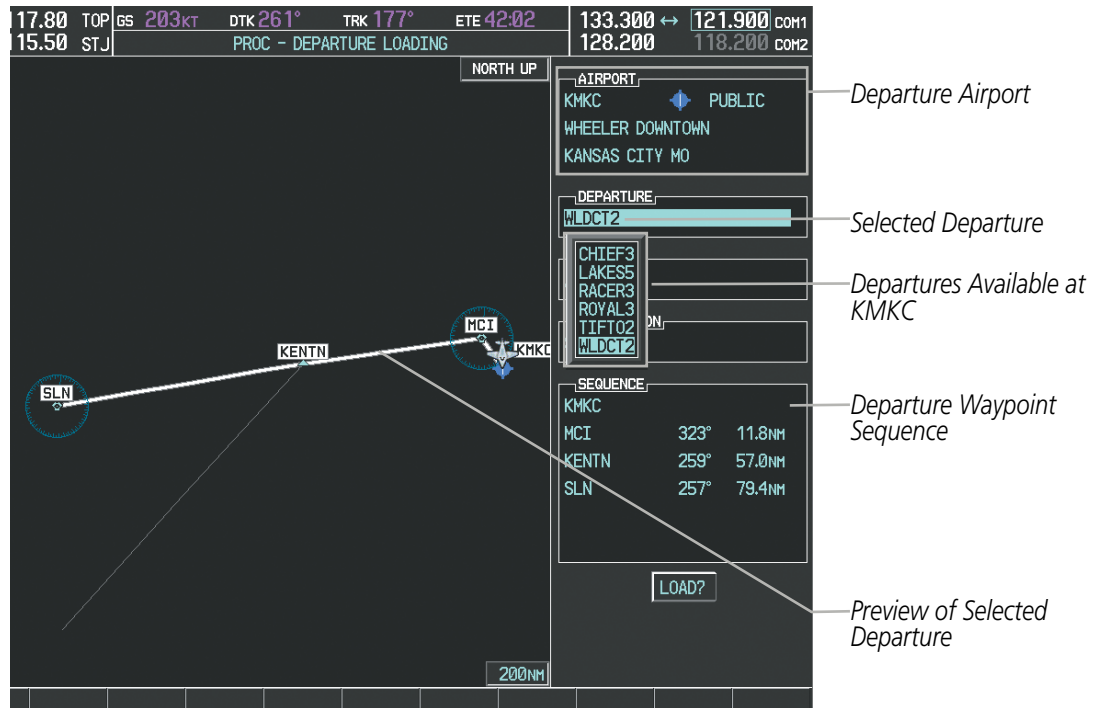 117.80 TOP GS 203KT DTK 261° TRK 177° ETE 42:02 133.300 ↔ 121.900 COM1
115.50 STJ PROC – DEPARTURE LOADING 128.200 118.200 COM2
NORTH UP
AIRPORT
KMKC PUBLIC
WHEELER DOWNTOWN
KANSAS CITY MO
Departure Airport
DEPARTURE
WLDCT2
Selected Departure
CHIEF3
LAKES5
RACER3
ROYAL3
TIFTO2
WLDCT2
ON
Departures Available at
KMKC
MCI
KMKC
KENTN
SLN
SEQUENCE
KMKC
MCI 323° 11.8NM
KENTN 259° 57.0NM
SLN 257° 79.4NM
Departure Waypoint
Sequence
LOAD?
Preview of Selected
Departure
200NM